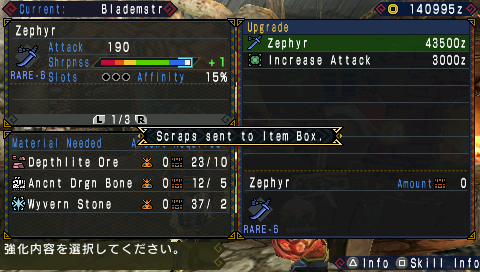 Current: Blademstr
140995z
Zephyr
Attack 190
Shrpnss +1
RARE-6 Slots Affinity 15%
L 1/3 R
Upgrade
Zephyr 43500z
Increase Attack 3000z
Scraps sent to Item Box.
Material Needed
Depthlite Ore 0 23/10
Ancnt Drgn Bone 0 12/ 5
Wyvern Stone 0 37/ 2
Zephyr Amount 0
RARE-6
強化内容を選択してください。
Info Skill Info